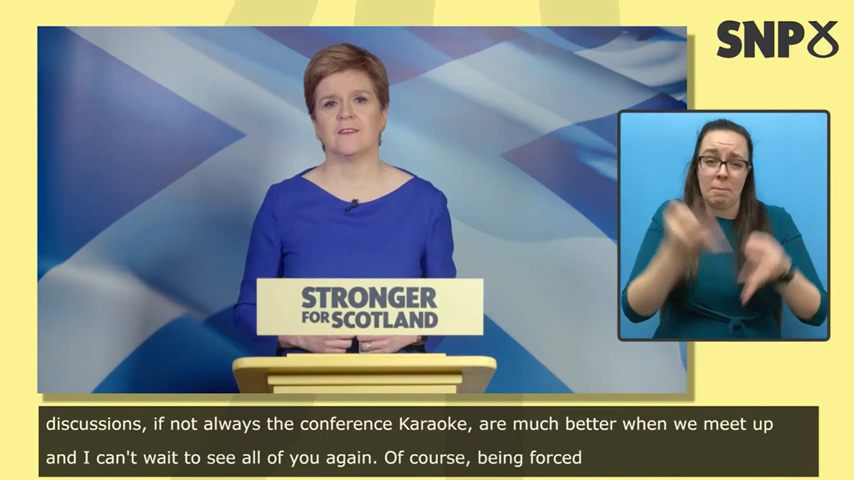 SNP
STRONGER
FOR SCOTLAND
discussions, if not always the conference Karaoke, are much better when we meet up
and I can't wait to see all of you again. Of course, being forced